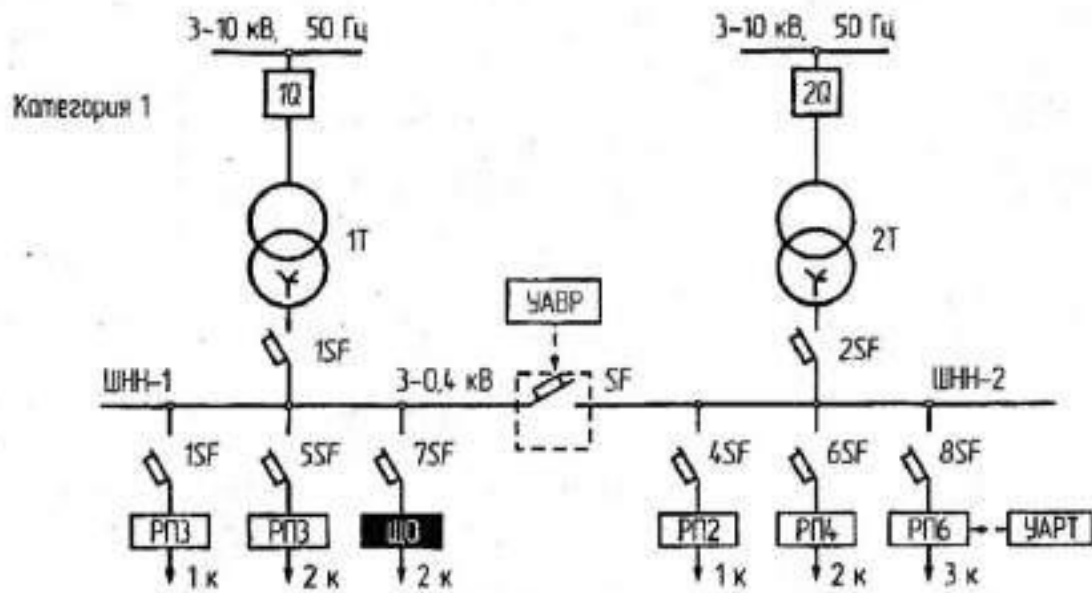 3~10 кВ, 50 Гц
3~10 кВ, 50 Гц
1Q
2Q
Категория 1
1T
2T
УАВР
1SF
2SF
ШНН-1
3~0,4 кВ
SF
ШНН-2
1SF
5SF
7SF
4SF
6SF
8SF
РП3
РП3
ЩО
РП2
РП4
РП6
УАРТ
1 к
2 к
2 к
1 к
2 к
3 к